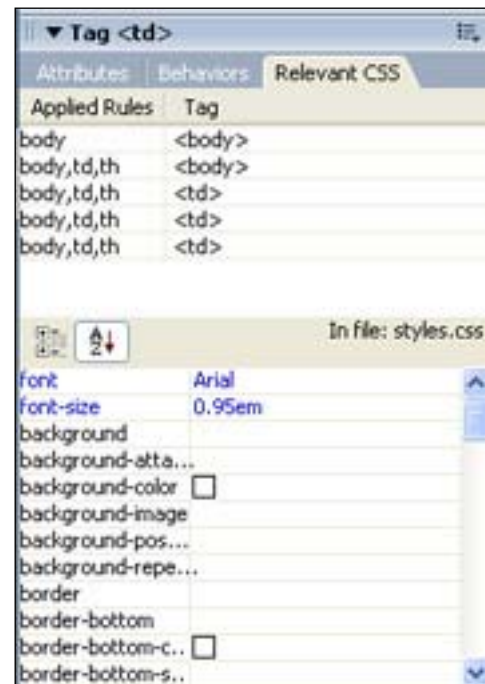 ▼ Tag <td>
Attributes Behaviors Relevant CSS
Applied Rules Tag
body <body>
body,td,th <body>
body,td,th <td>
body,td,th <td>
body,td,th <td>
A Z In file: styles.css
font Arial
font-size 0.95em
background
background-atta...
background-color
background-image
background-pos...
background-repe...
border
border-bottom
border-bottom-c..
border-bottom-s..